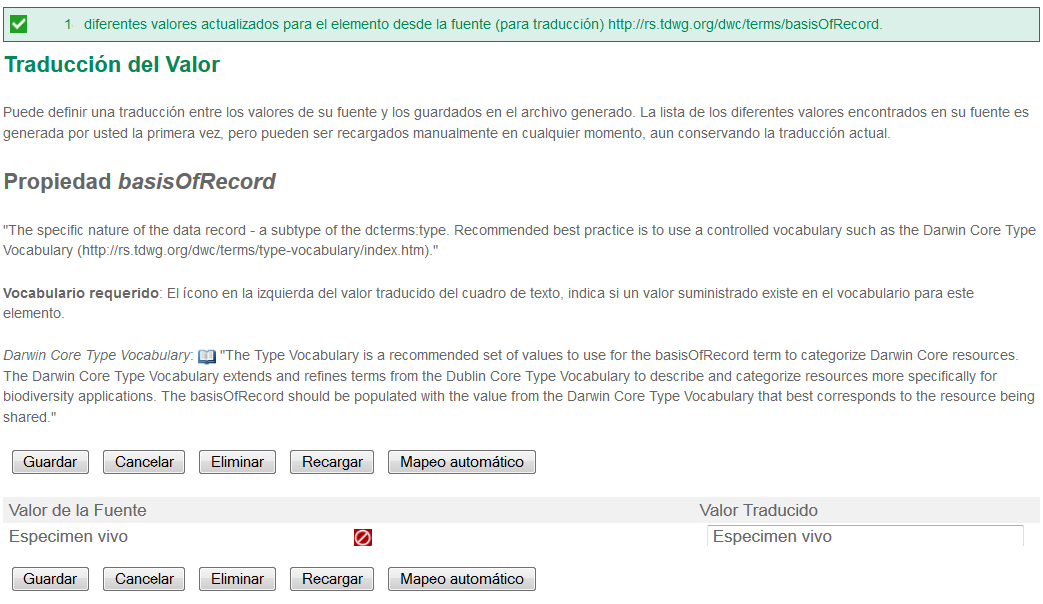 1 diferentes valores actualizados para el elemento desde la fuente (para traducción) http://rs.tdwg.org/dwc/terms/basisOfRecord.
Traducción del Valor
Puede definir una traducción entre los valores de su fuente y los guardados en el archivo generado. La lista de los diferentes valores encontrados en su fuente es
generada por usted la primera vez, pero pueden ser recargados manualmente en cualquier momento, aun conservando la traducción actual.
Propiedad basisOfRecord
"The specific nature of the data record - a subtype of the dcterms:type. Recommended best practice is to use a controlled vocabulary such as the Darwin Core Type
Vocabulary (http://rs.tdwg.org/dwc/terms/type-vocabulary/index.htm)."
Vocabulario requerido: El ícono en la izquierda del valor traducido del cuadro de texto, indica si un valor suministrado existe en el vocabulario para este
elemento.
Darwin Core Type Vocabulary: "The Type Vocabulary is a recommended set of values to use for the basisOfRecord term to categorize Darwin Core resources.
The Darwin Core Type Vocabulary extends and refines terms from the Dublin Core Type Vocabulary to describe and categorize resources more specifically for
biodiversity applications. The basisOfRecord should be populated with the value from the Darwin Core Type Vocabulary that best corresponds to the resource being
shared."
Guardar Cancelar Eliminar Recargar Mapeo automático
Valor de la Fuente Valor Traducido
Especimen vivo Especimen vivo
Guardar Cancelar Eliminar Recargar Mapeo automático